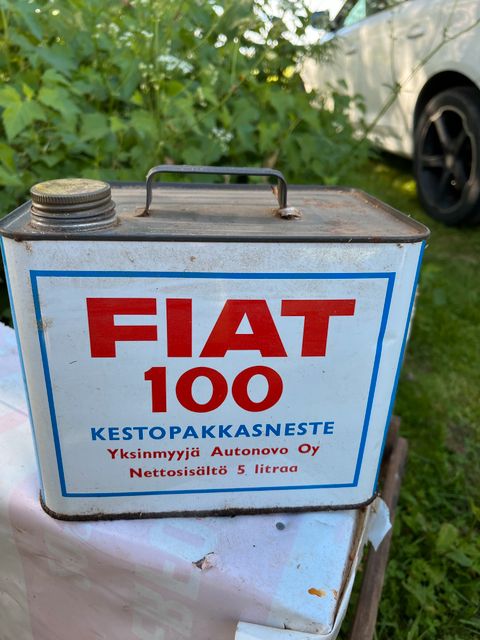 FIAT
100
KESTOPAKKASNESTE
Yksinmyyjä Autonovo Oy
Nettosisältö 5 litraa